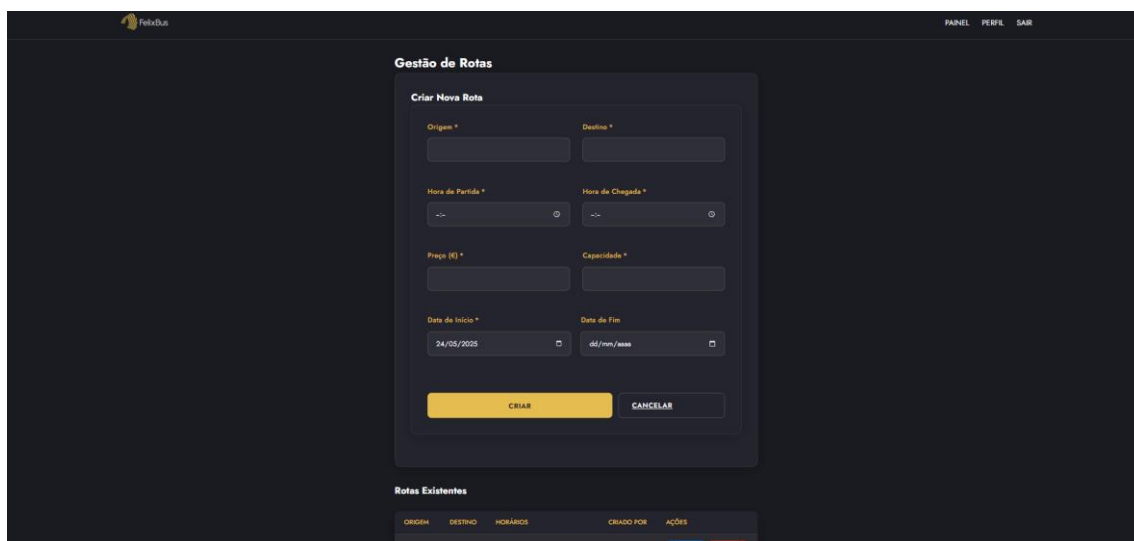 FelixBus
PAINEL PERFIL SAIR
Gestão de Rotas
Criar Nova Rota
Origem * Destino *
Hora de Partida * Hora de Chegada *
--:-- --:--
Preço (€) * Capacidade *
Data de Início * Data de Fim
24/05/2025 dd/mm/aaaa
CRIAR CANCELAR
Rotas Existentes
ORIGEM DESTINO HORÁRIOS CRIADO POR AÇÕES